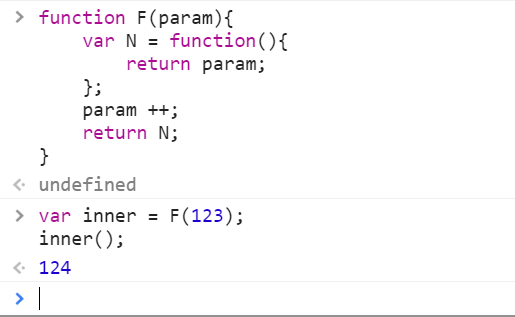 > function F(param){
    var N = function(){
        return param;
    };
    param ++;
    return N;
}
<· undefined
> var inner = F(123);
inner();
<· 124
>